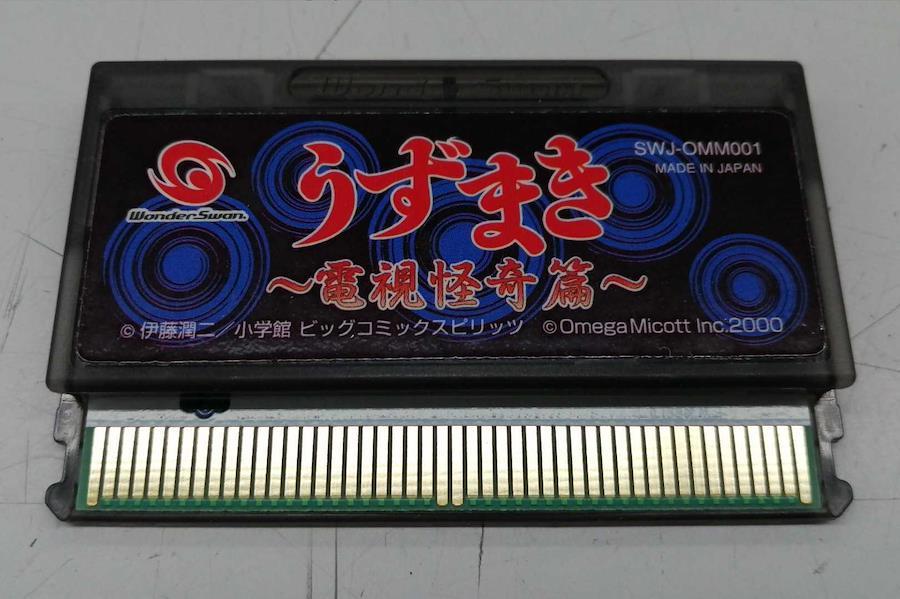 Wonder Swan
WonderSwan
うずまき
SWJ-OMM001
MADE IN JAPAN
～電視怪奇篇～
© 伊藤潤二／小学館 ビッグコミックスピリッツ © Omega Micott Inc.2000